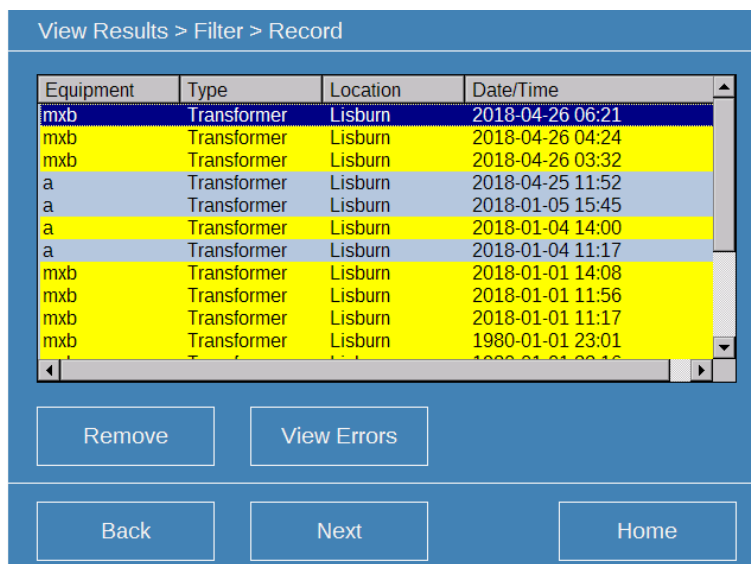 View Results > Filter > Record
Equipment Type Location Date/Time
mxb Transformer Lisburn 2018-04-26 06:21
mxb Transformer Lisburn 2018-04-26 04:24
mxb Transformer Lisburn 2018-04-26 03:32
a Transformer Lisburn 2018-04-25 11:52
a Transformer Lisburn 2018-01-05 15:45
a Transformer Lisburn 2018-01-04 14:00
a Transformer Lisburn 2018-01-04 11:17
mxb Transformer Lisburn 2018-01-01 14:08
mxb Transformer Lisburn 2018-01-01 11:56
mxb Transformer Lisburn 2018-01-01 11:17
mxb Transformer Lisburn 1980-01-01 23:01
Remove View Errors
Back Next Home